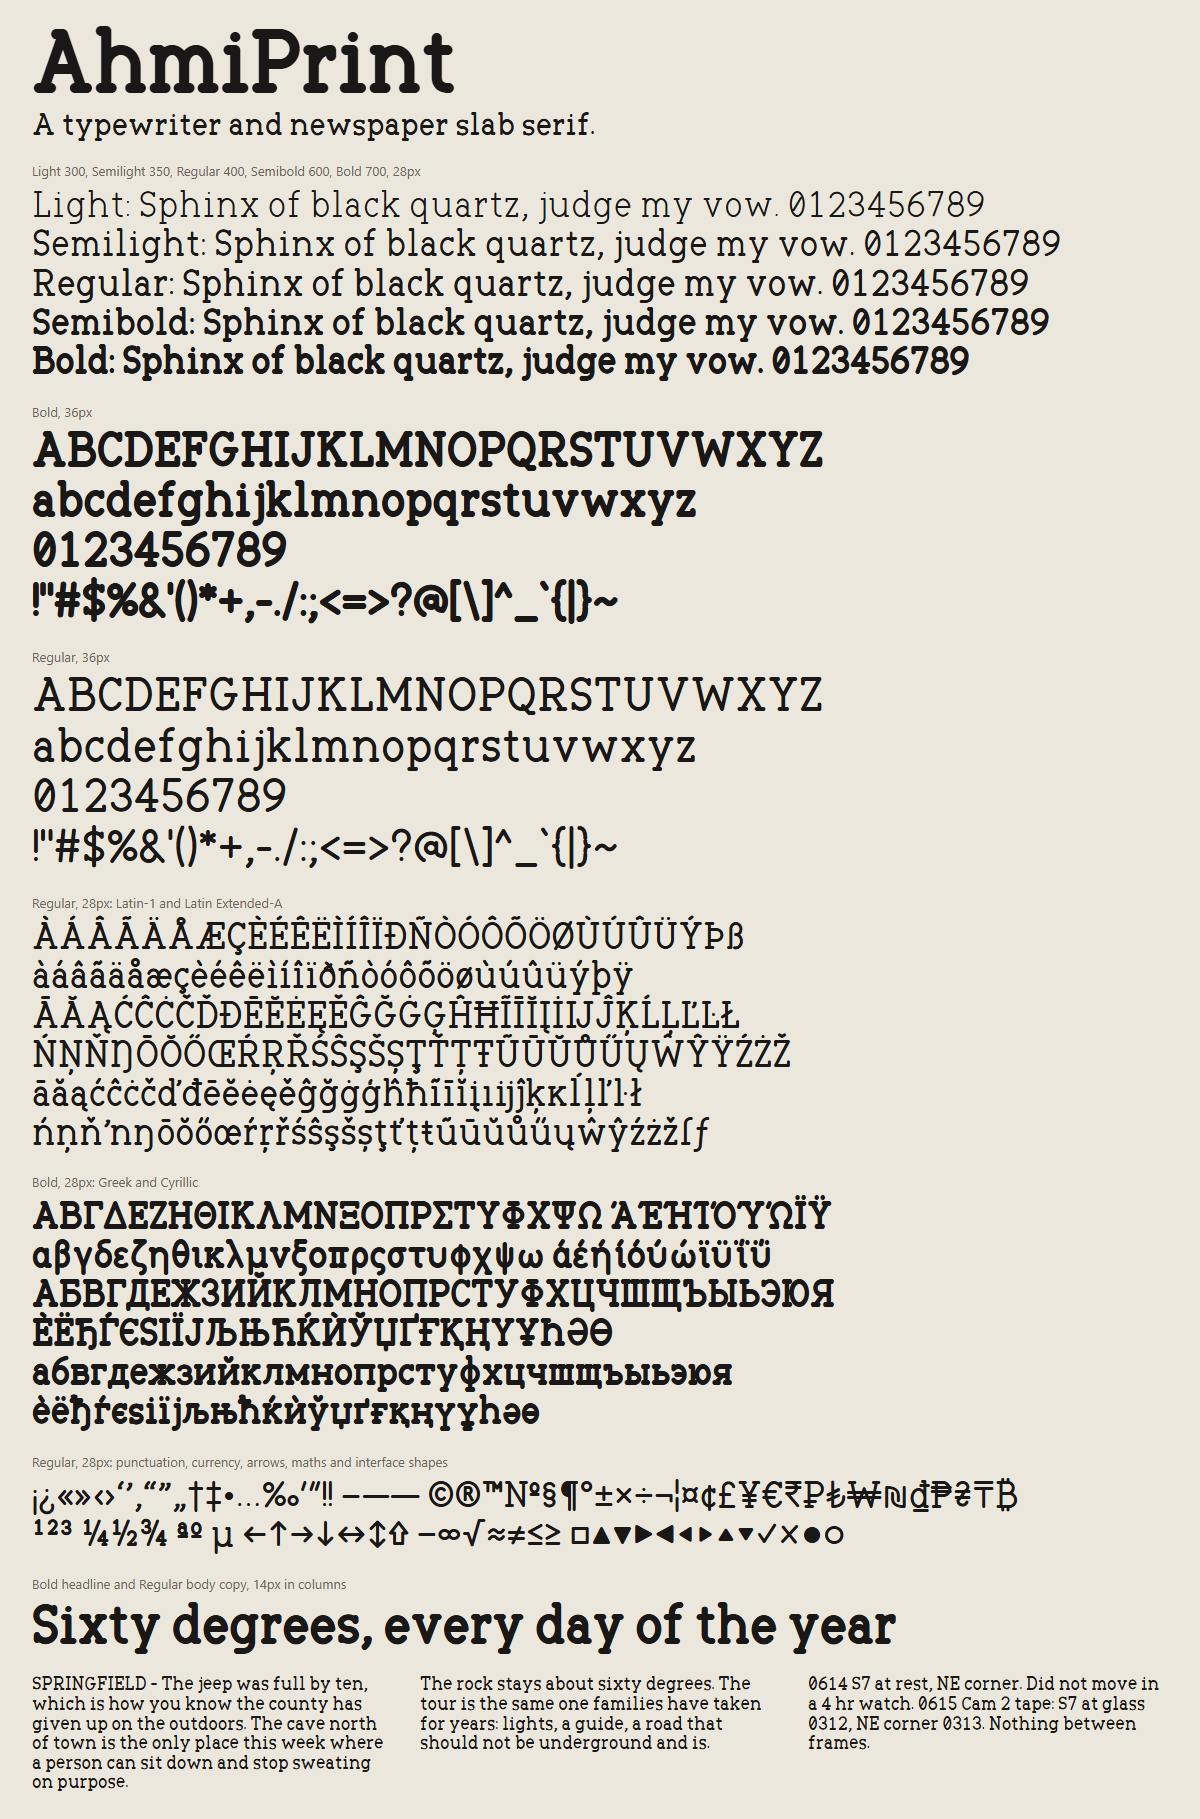 AhmiPrint
A typewriter and newspaper slab serif.
Light 300, Semilight 350, Regular 400, Semibold 600, Bold 700, 28px
Light: Sphinx of black quartz, judge my vow. 0123456789
Semilight: Sphinx of black quartz, judge my vow. 0123456789
Regular: Sphinx of black quartz, judge my vow. 0123456789
Semibold: Sphinx of black quartz, judge my vow. 0123456789
Bold: Sphinx of black quartz, judge my vow. 0123456789
Bold, 36px
ABCDEFGHIJKLMNOPQRSTUVWXYZ
abcdefghijklmnopqrstuvwxyz
0123456789
!"#$%&'()*+,-./:;<=>?@[\]^_`{|}~
Regular, 36px
ABCDEFGHIJKLMNOPQRSTUVWXYZ
abcdefghijklmnopqrstuvwxyz
0123456789
!"#$%&'()*+,-./:;<=>?@[\]^_`{|}~
Regular, 28px: Latin-1 and Latin Extended-A
ÀÁÂÃÄÅÆÇÈÉÊËÌÍÎÏÐÑÒÓÔÕÖØÙÚÛÜÝÞß
àáâãäåæçèéêëìíîïðñòóôõöøùúûüýþÿ
ĀĂĄĆĈĊČĎĐĒĔĖĘĚĜĞĠĢĤĦĨĪĬĮİĲĴĶĹĻĽĿŁ
ŃŅŇŊŌŎŐŒŔŖŘŚŜŞŠȘŢŤȚŦŨŪŬŮŰŲŴŶŸŹŻŽ
āăąćĉċčďđēĕėęěĝğġģĥħĩīĭįıĳĵķĸĺļľŀł
ńņňŉŋōŏőœŕŗřśŝşšșţťțŧũūŭůűųŵŷźżžſƒ
Bold, 28px: Greek and Cyrillic
ΑΒΓΔΕΖΗΘΙΚΛΜΝΞΟΠΡΣΤΥΦΧΨΩ ΆΈΉΊΌΎΏΪΫ
αβγδεζηθικλμνξοπρςστυφχψω άέήίόύώϊϋΐΰ
АБВГДЕЖЗИЙКЛМНОПРСТУФХЦЧШЩЪЫЬЭЮЯ
ЀЁЂЃЄЅІЇЈЉЊЋЌЍЎЏҐҒҚҢҮҰҺӘӨ
абвгдежзийклмнопрстуфхцчшщъыьэюя
ѐёђѓєѕіїјљњћќѝўџґғқңүұһәө
Regular, 28px: punctuation, currency, arrows, maths and interface shapes
¡¿«»‹›‘’‚“”„†‡•…‰‱′″‼ –—― ©®™№§¶°±×÷¬¦¤¢£¥€₹₽₺₩₪₫₱₴₸₿
¹²³ ¼½¾ ªº µ ←↑→↓↔↕⇧ −∞√≈≠≤≥ □▲▼▶◀◂▸▴▾✓✕●○
Bold headline and Regular body copy, 14px in columns
Sixty degrees, every day of the year
SPRINGFIELD - The jeep was full by ten,
which is how you know the county has
given up on the outdoors. The cave north
of town is the only place this week where
a person can sit down and stop sweating
on purpose.
The rock stays about sixty degrees. The
tour is the same one families have taken
for years: lights, a guide, a road that
should not be underground and is.
0614 S7 at rest, NE corner. Did not move in
a 4 hr watch. 0615 Cam 2 tape: S7 at glass
0312, NE corner 0313. Nothing between
frames.